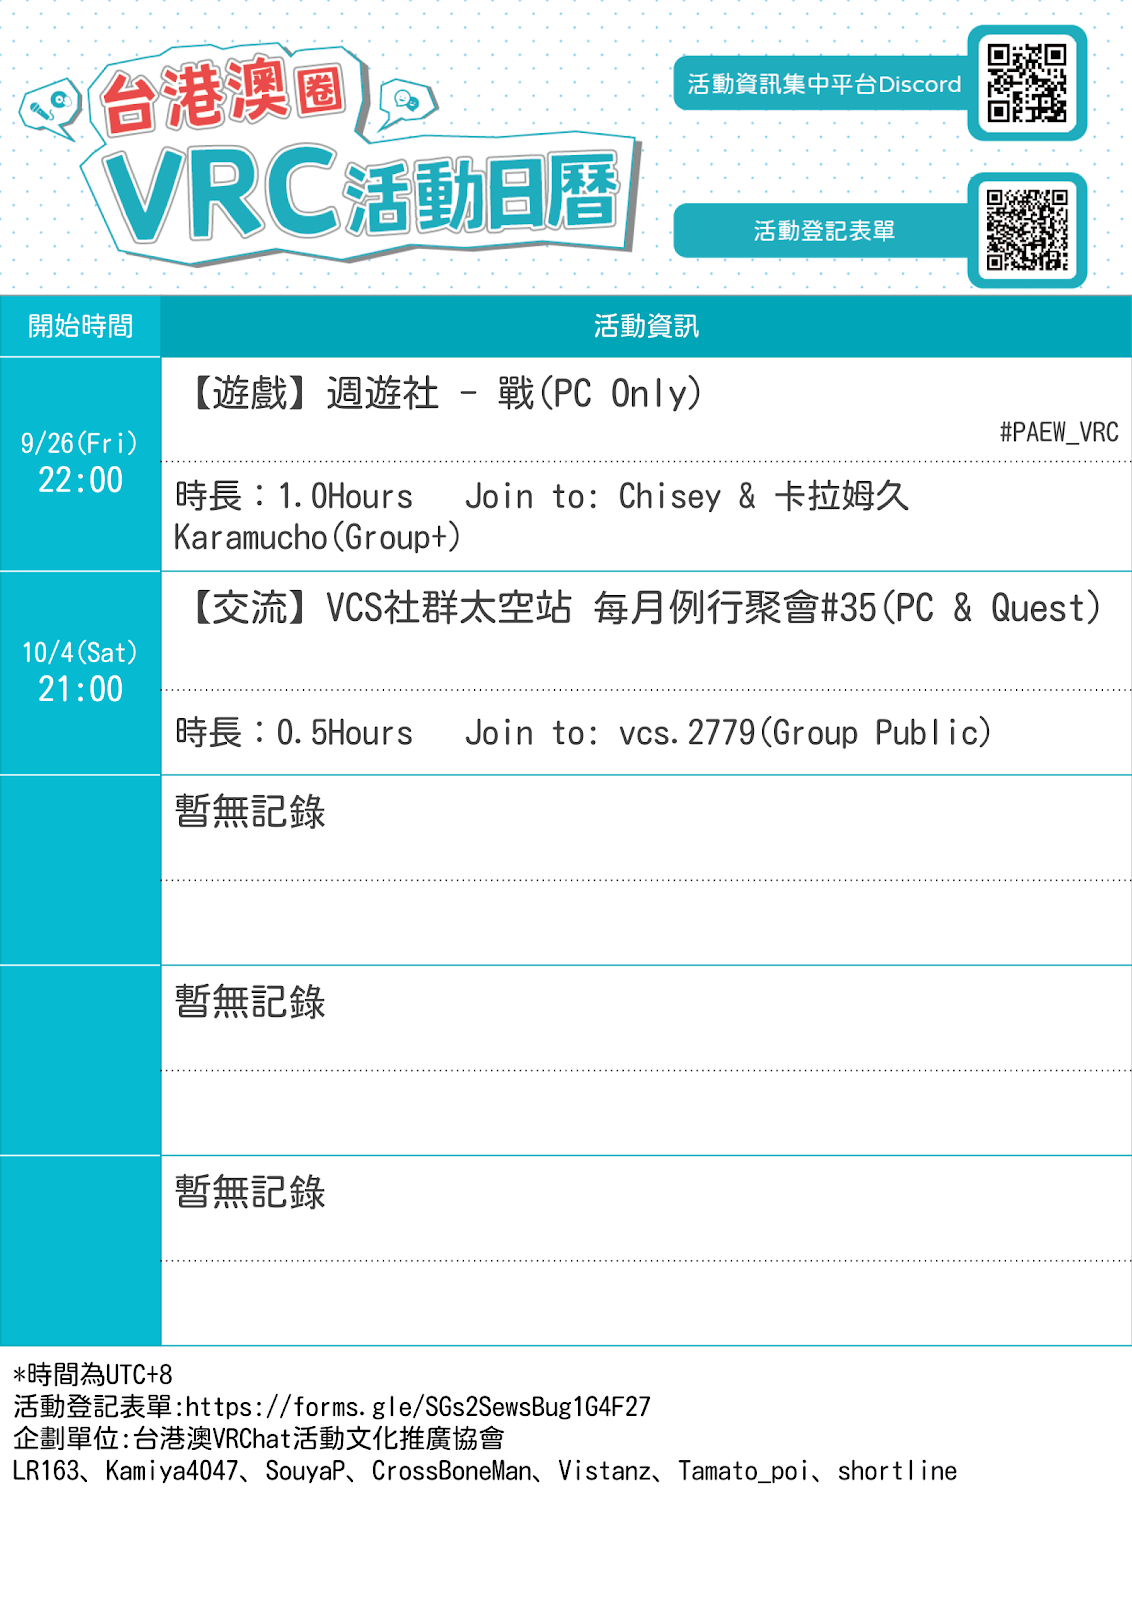 台港澳圈
VRC活動日曆
活動資訊集中平台Discord
活動登記表單
開始時間
活動資訊
9/26(Fri)
22:00
【遊戲】週遊社 - 戰(PC Only)
#PAEW_VRC
時長：1.0Hours Join to: Chisey & 卡拉姆久
Karamucho(Group+)
10/4(Sat)
21:00
【交流】VCS社群太空站 每月例行聚會#35(PC & Quest)
時長：0.5Hours Join to: vcs.2779(Group Public)
暫無記錄
暫無記錄
暫無記錄
*時間為UTC+8
活動登記表單:https://forms.gle/SGs2SewsBug1G4F27
企劃單位:台港澳VRChat活動文化推廣協會
LR163、Kamiya4047、SouyaP、CrossBoneMan、Vistanz、Tamato_poi、shortline